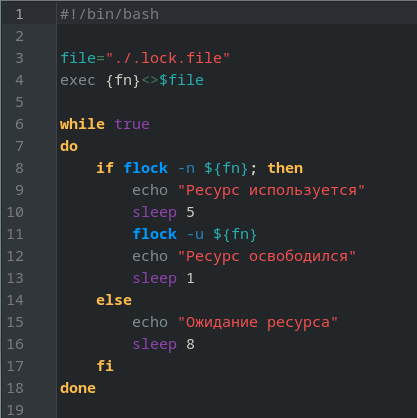 1 #!/bin/bash
2
3 file="./.lock.file"
4 exec {fn}<>$file
5
6 while true
7 do
8     if flock -n ${fn}; then
9         echo "Ресурс используется"
10         sleep 5
11         flock -u ${fn}
12         echo "Ресурс освободился"
13         sleep 1
14     else
15         echo "Ожидание ресурса"
16         sleep 8
17     fi
18 done
19